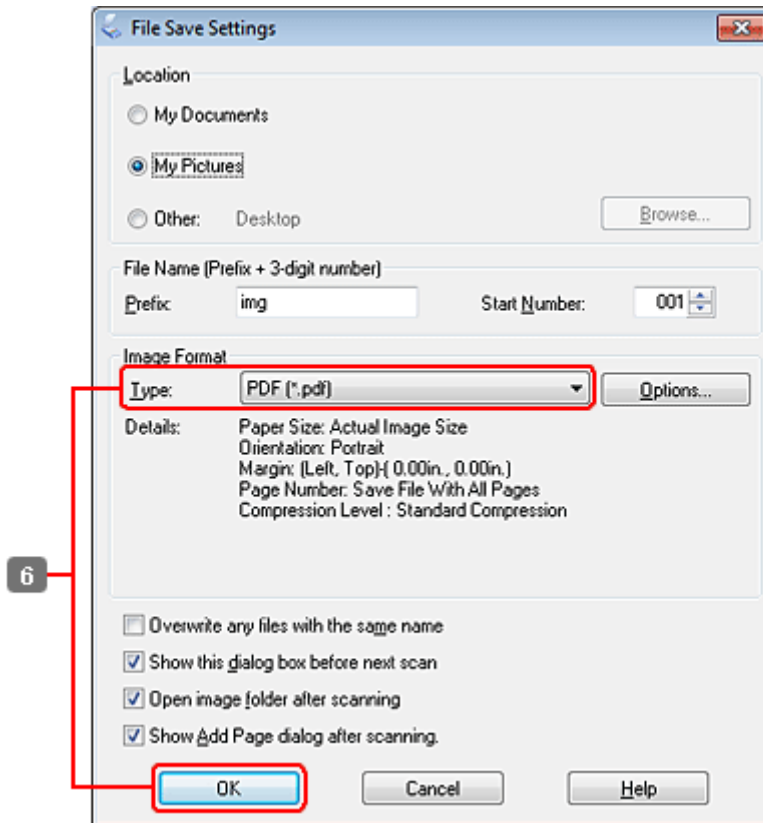 File Save Settings
Location
My Documents
My Pictures
Other: Desktop Browse...
File Name (Prefix + 3-digit number)
Prefix: img Start Number: 001
Image Format
Type: PDF (*.pdf) Options...
Details: Paper Size: Actual Image Size
Orientation: Portrait
Margin: (Left, Top)-( 0.00in., 0.00in.)
Page Number: Save File With All Pages
Compression Level : Standard Compression
6
Overwrite any files with the same name
Show this dialog box before next scan
Open image folder after scanning
Show Add Page dialog after scanning.
OK Cancel Help